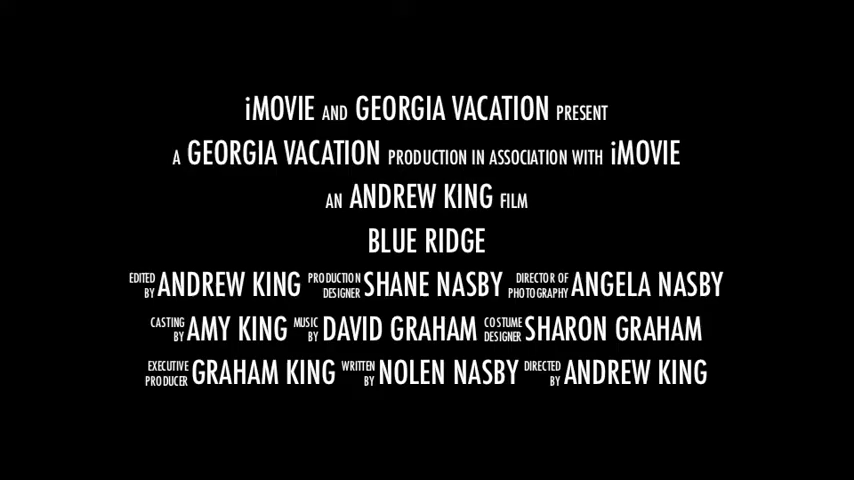 iMOVIE AND GEORGIA VACATION PRESENT
A GEORGIA VACATION PRODUCTION IN ASSOCIATION WITH iMOVIE
AN ANDREW KING FILM
BLUE RIDGE
EDITED BY ANDREW KING PRODUCTION DESIGNER SHANE NASBY DIRECTOR OF PHOTOGRAPHY ANGELA NASBY
CASTING BY AMY KING MUSIC BY DAVID GRAHAM COSTUME DESIGNER SHARON GRAHAM
EXECUTIVE PRODUCER GRAHAM KING WRITTEN BY NOLEN NASBY DIRECTED BY ANDREW KING